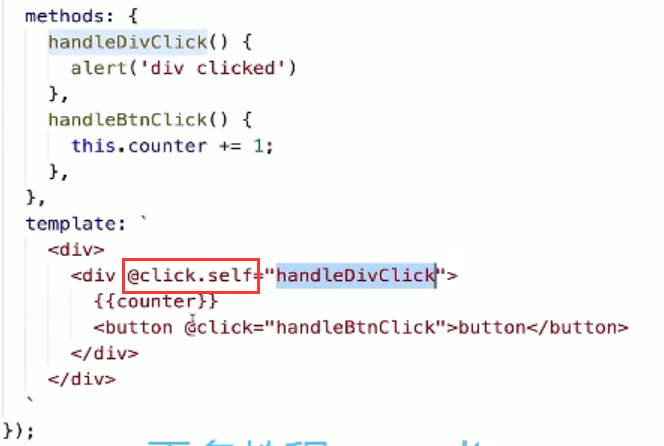 methods: {
handleDivClick() {
alert('div clicked')
},
handleBtnClick() {
this.counter += 1;
},
},
template: `
<div>
<div @click.self="handleDivClick">
{{counter}}
<button @click="handleBtnClick">button</button>
</div>
</div>
`
});